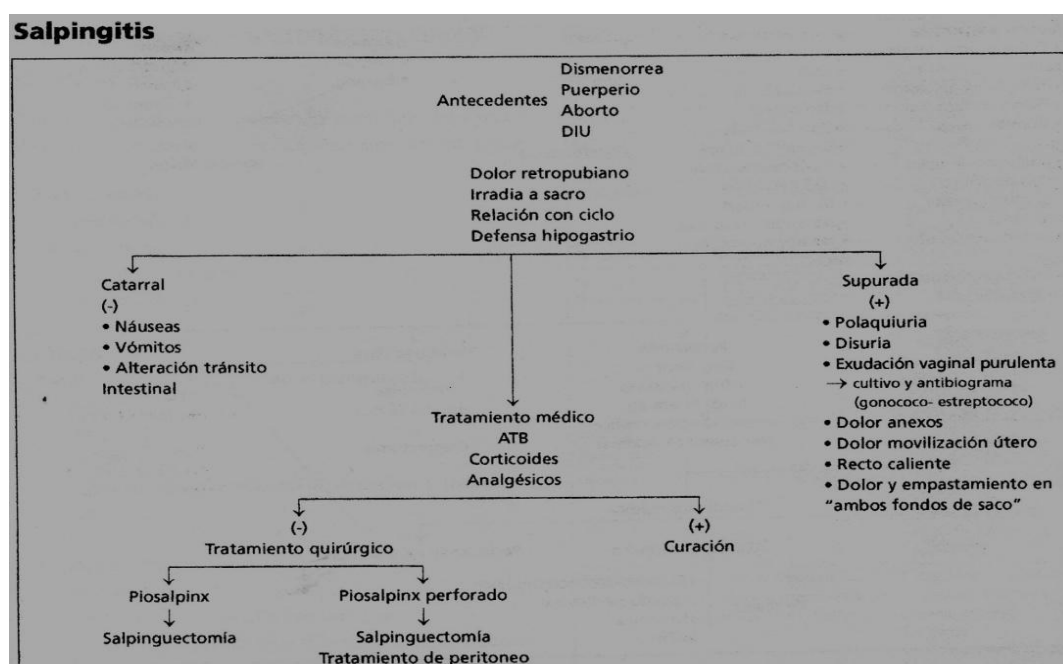 Salpingitis
Antecedentes
Dismenorrea
Puerperio
Aborto
DIU
Dolor retropubiano
Irradia a sacro
Relación con ciclo
Defensa hipogastrio
Catarral
(-)
• Náuseas
• Vómitos
• Alteración tránsito
Intestinal
Supurada
(+)
• Polaquiuria
• Disuria
• Exudación vaginal purulenta
→ cultivo y antibiograma
(gonococo- estreptococo)
• Dolor anexos
• Dolor movilización útero
• Recto caliente
• Dolor y empastamiento en
“ambos fondos de saco”
Tratamiento médico
ATB
Corticoides
Analgésicos
(-)
Tratamiento quirúrgico
(+)
Curación
Piosalpinx
Salpinguectomía
Piosalpinx perforado
Salpinguectomía
Tratamiento de peritoneo